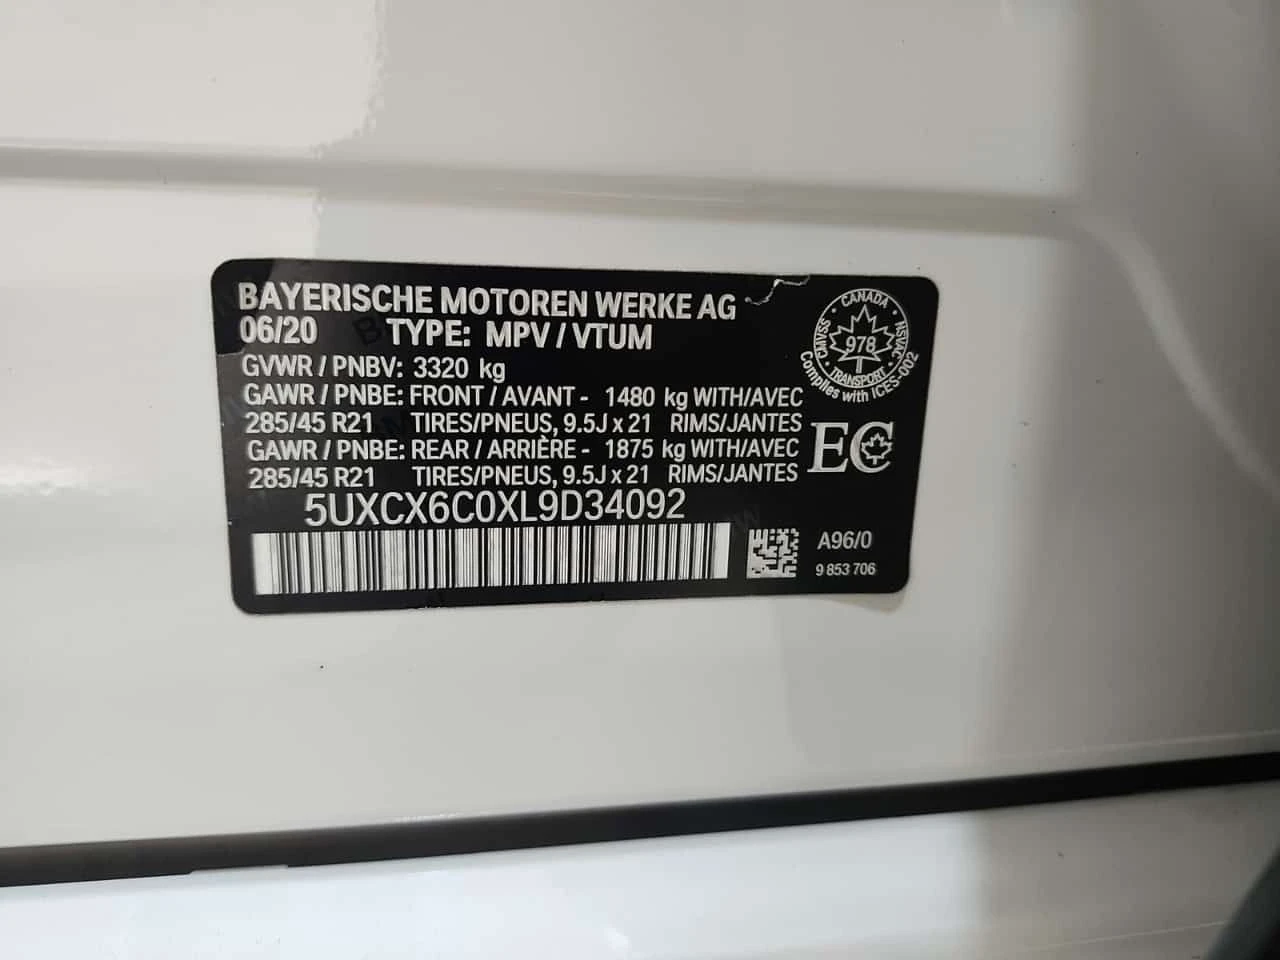 BAYERISCHE MOTOREN WERKE AG
06/20 TYPE: MPV / VTUM
GVWR / PNBV: 3320 kg
GAWR / PNBE: FRONT / AVANT - 1480 kg WITH/AVEC
285/45 R21 TIRES/PNEUS, 9.5J x 21 RIMS/JANTES
GAWR / PNBE: REAR / ARRIÈRE - 1875 kg WITH/AVEC
285/45 R21 TIRES/PNEUS, 9.5J x 21 RIMS/JANTES
5UXCX6C0XL9D34092
CANADA
CMVSS
NSVAC
978
TRANSPORT
Complies with ICES-002
EC
A96/0
9 853 706